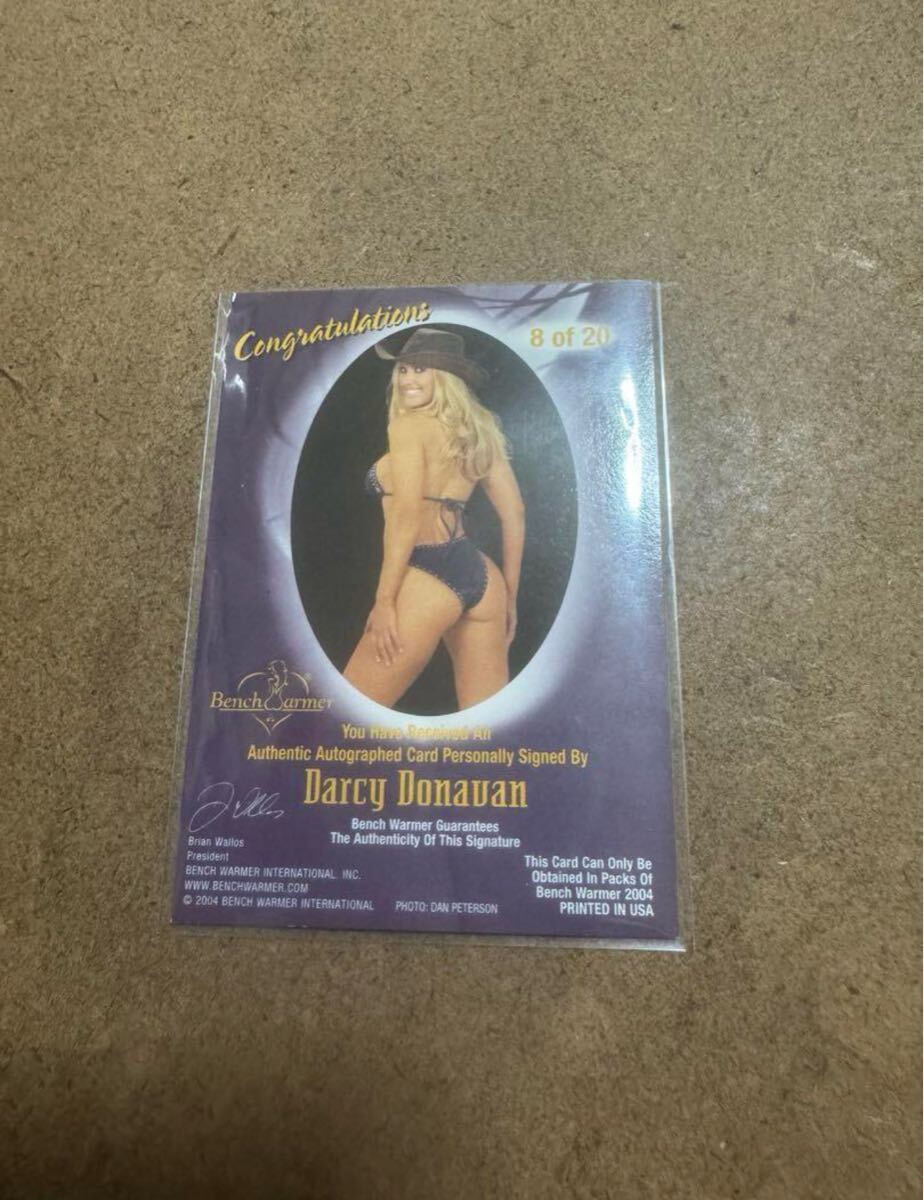 Congratulations
8 of 20
Bench Warmer
You Have Received An
Authentic Autographed Card Personally Signed By
Darcy Donavan
Bench Warmer Guarantees
The Authenticity Of This Signature
Brian Wallos
President
BENCH WARMER INTERNATIONAL, INC.
WWW.BENCHWARMER.COM
© 2004 BENCH WARMER INTERNATIONAL
PHOTO: DAN PETERSON
This Card Can Only Be
Obtained In Packs Of
Bench Warmer 2004
PRINTED IN USA